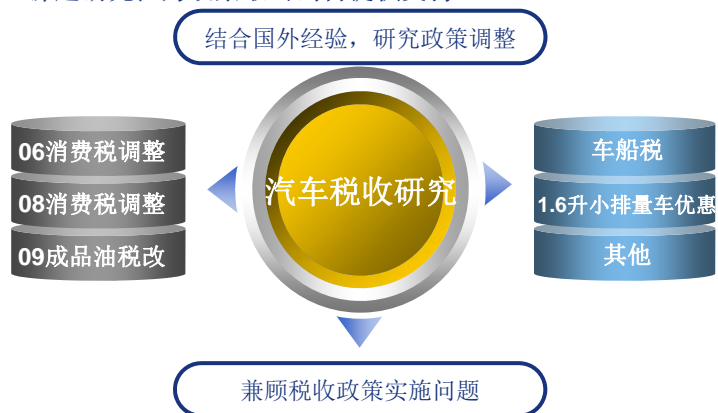 结合国外经验，研究政策调整
06消费税调整
08消费税调整
09成品油税改
汽车税收研究
车船税
1.6升小排量车优惠
其他
兼顾税收政策实施问题